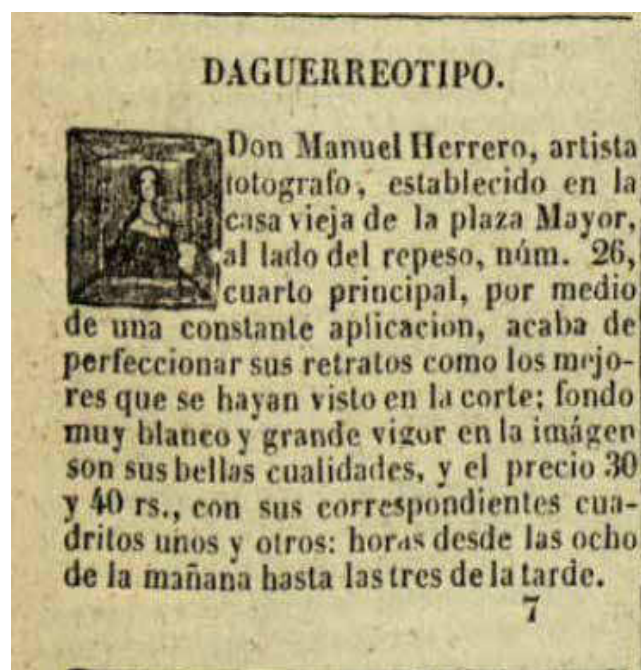 DAGUERREOTIPO.
Don Manuel Herrero, artista
fotografo, establecido en la
casa vieja de la plaza Mayor,
al lado del repeso, núm. 26,
cuarto principal, por medio
de una constante aplicacion, acaba de
perfeccionar sus retratos como los mejo-
res que se hayan visto en la corte; fondo
muy blanco y grande vigor en la imágen
son sus bellas cualidades, y el precio 30
y 40 rs., con sus correspondientes cua-
dritos unos y otros: horas desde las ocho
de la mañana hasta las tres de la tarde.
7